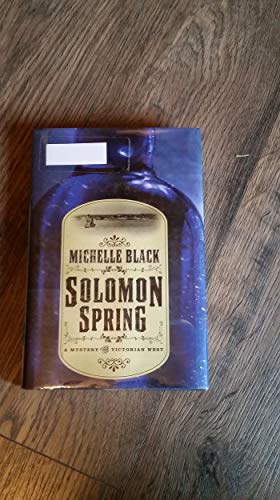 MICHELLE BLACK
SOLOMON
SPRING
A MYSTERY OF THE VICTORIAN WEST